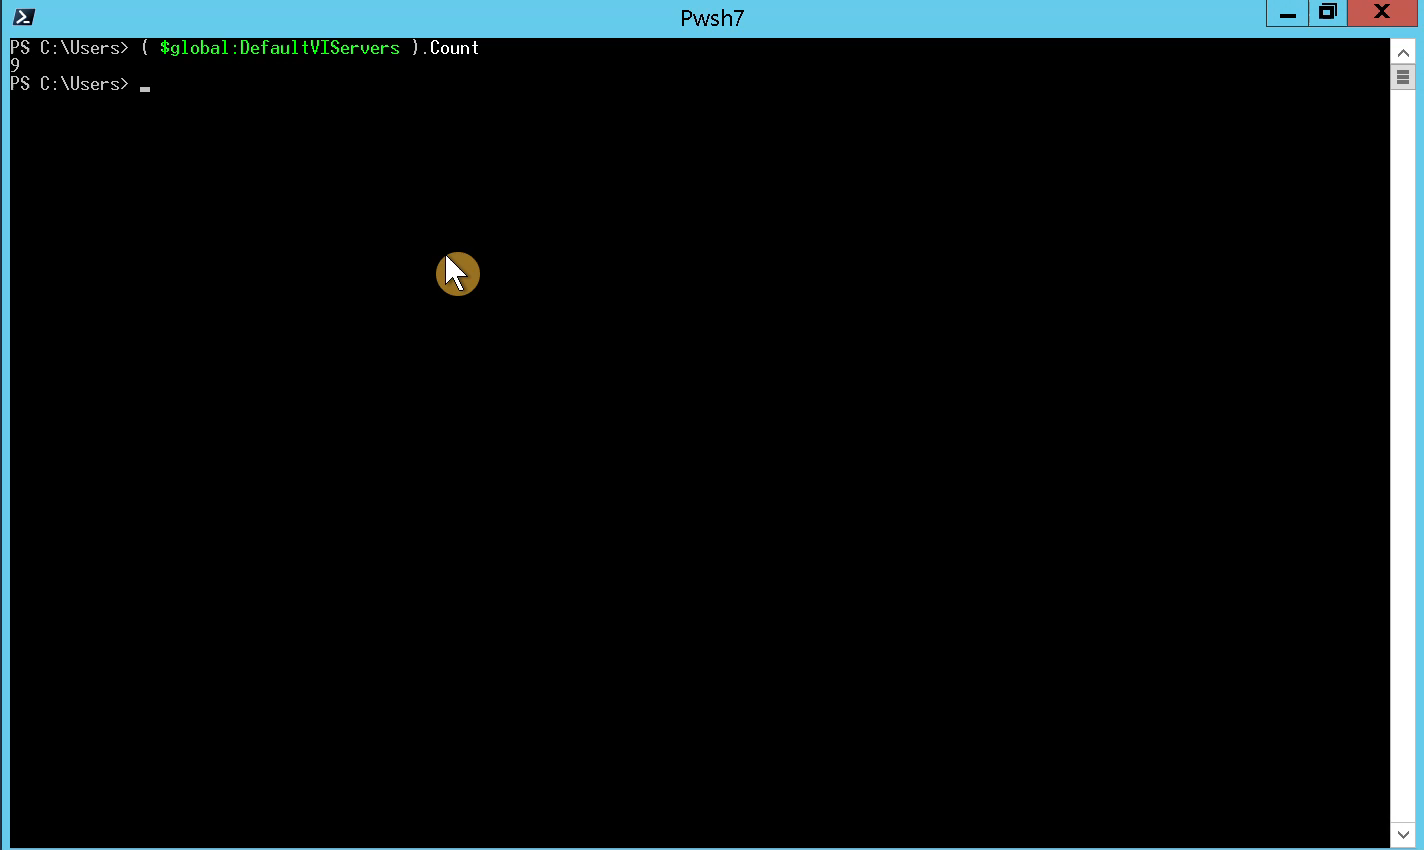 Pwsh7
PS C:\Users> ( $global:DefaultVIServers ).Count
9
PS C:\Users>